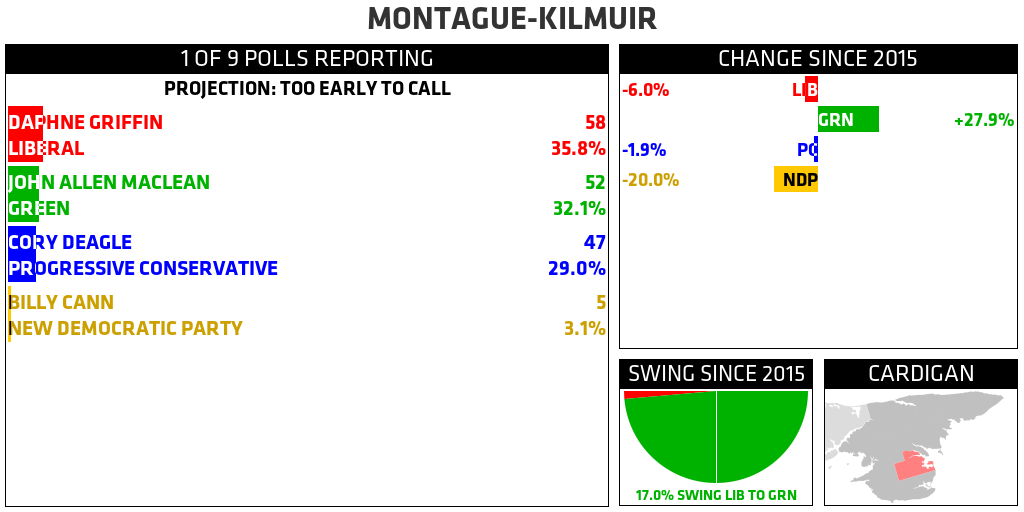 MONTAGUE-KILMUIR
1 OF 9 POLLS REPORTING
PROJECTION: TOO EARLY TO CALL
DAPHNE GRIFFIN 58
LIBERAL 35.8%
JOHN ALLEN MACLEAN 52
GREEN 32.1%
CORY DEAGLE 47
PROGRESSIVE CONSERVATIVE 29.0%
BILLY CANN 5
NEW DEMOCRATIC PARTY 3.1%
CHANGE SINCE 2015
-6.0% LIB
GRN +27.9%
-1.9% PC
-20.0% NDP
SWING SINCE 2015
17.0% SWING LIB TO GRN
CARDIGAN